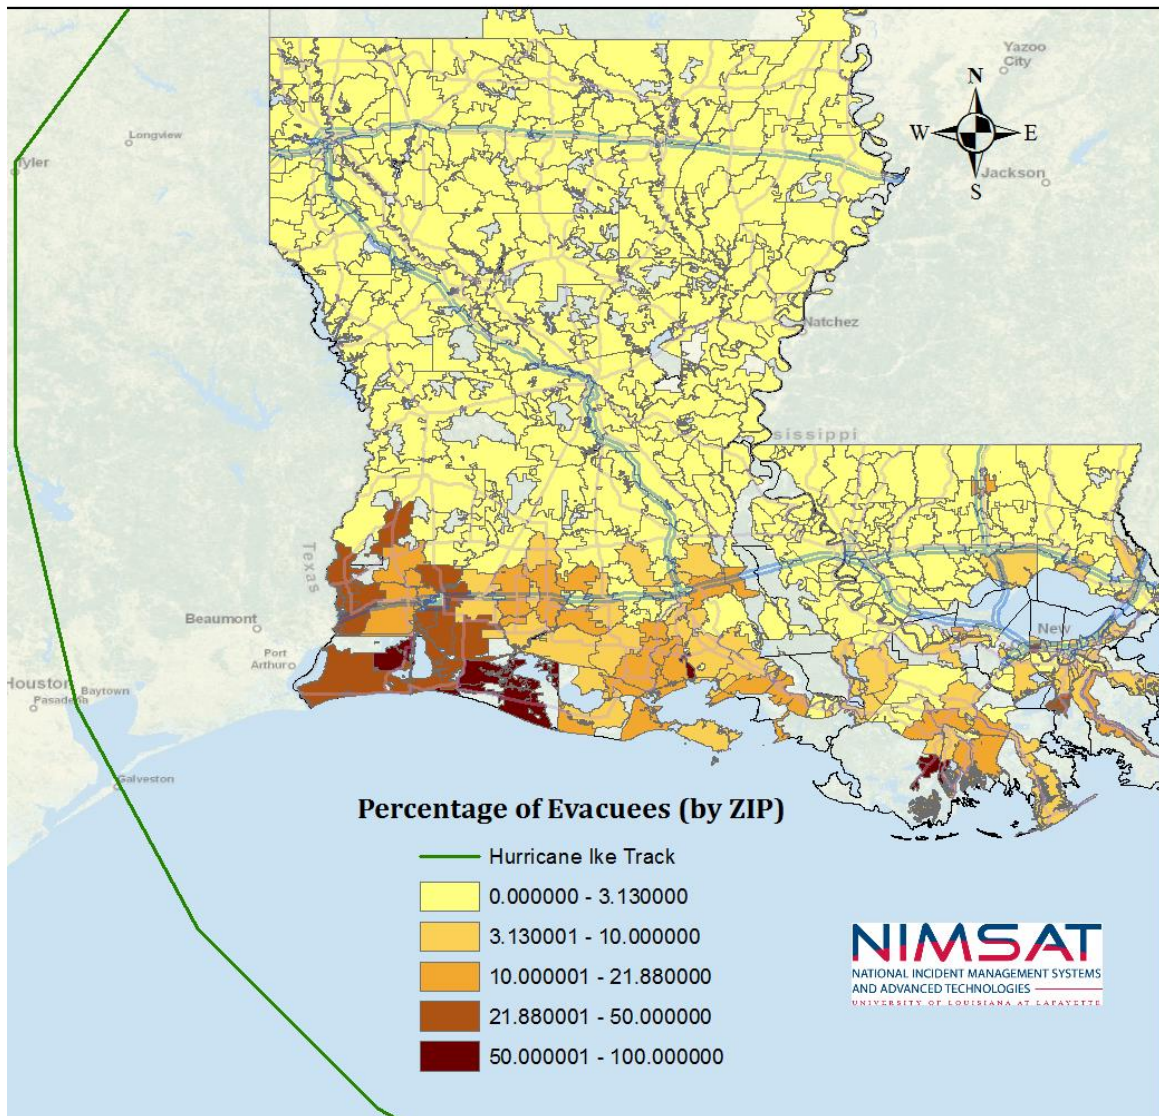 Yazoo
City
N
W
E
S
Longview
Tyler
Jackson
Natchez
sissippi
Texas
Beaumont
Port
Arthur
New
Houston
Pasadena
Baytown
Galveston
Percentage of Evacuees (by ZIP)
Hurricane Ike Track
0.000000 - 3.130000
3.130001 - 10.000000
10.000001 - 21.880000
21.880001 - 50.000000
50.000001 - 100.000000
NIMSAT
NATIONAL INCIDENT MANAGEMENT SYSTEMS
AND ADVANCED TECHNOLOGIES
UNIVERSITY OF LOUISIANA AT LAFAYETTE